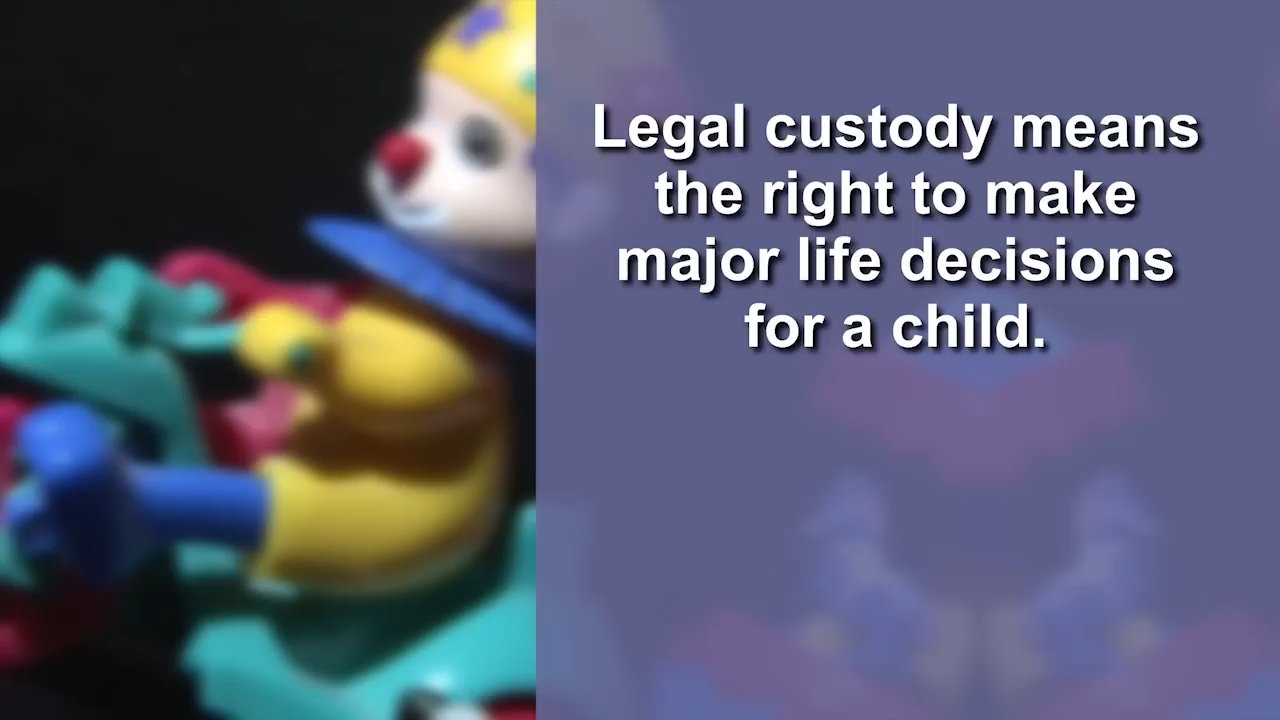 Legal custody means
the right to make
major life decisions
for a child.